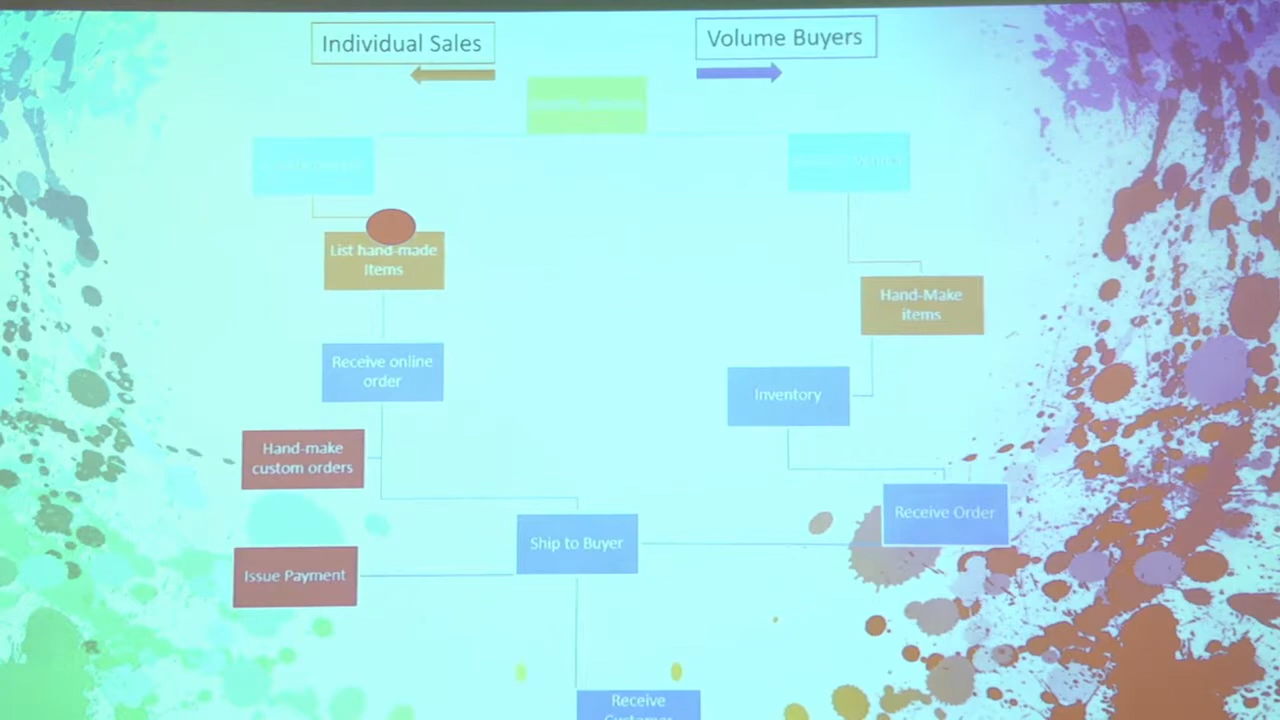 Individual Sales
Volume Buyers
List hand-made
Items
Hand-Make
items
Receive online
order
Inventory
Hand-make
custom orders
Receive Order
Ship to Buyer
Issue Payment
Receive
Customer